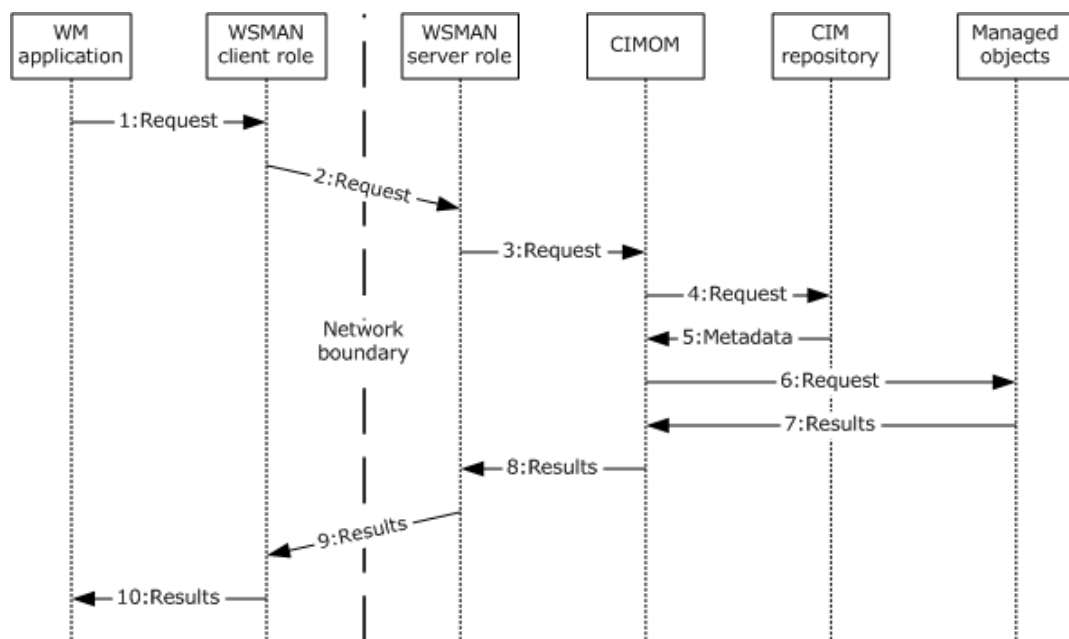 WM
application
WSMAN
client role
WSMAN
server role
CIMOM
CIM
repository
Managed
objects
1:Request
2:Request
3:Request
4:Request
Network
boundary
5:Metadata
6:Request
7:Results
8:Results
9:Results
10:Results